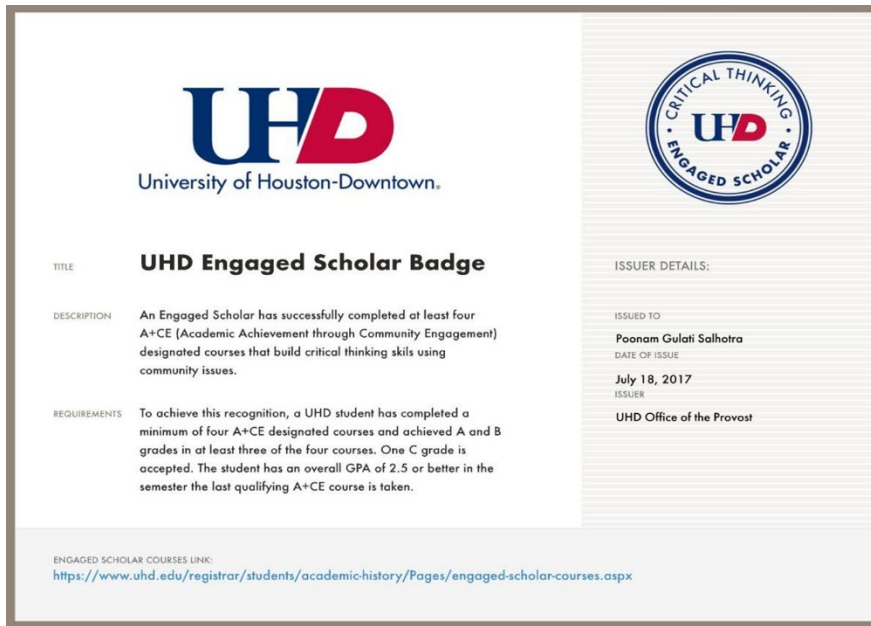 UHD
University of Houston-Downtown®
CRITICAL THINKING
UHD
ENGAGED SCHOLAR
TITLE
UHD Engaged Scholar Badge
DESCRIPTION
An Engaged Scholar has successfully completed at least four
A+CE (Academic Achievement through Community Engagement)
designated courses that build critical thinking skils using
community issues.
REQUIREMENTS
To achieve this recognition, a UHD student has completed a
minimum of four A+CE designated courses and achieved A and B
grades in at least three of the four courses. One C grade is
accepted. The student has an overall GPA of 2.5 or better in the
semester the last qualifying A+CE course is taken.
ISSUER DETAILS:
ISSUED TO
Poonam Gulati Salhotra
DATE OF ISSUE
July 18, 2017
ISSUER
UHD Office of the Provost
ENGAGED SCHOLAR COURSES LINK:
https://www.uhd.edu/registrar/students/academic-history/Pages/engaged-scholar-courses.aspx